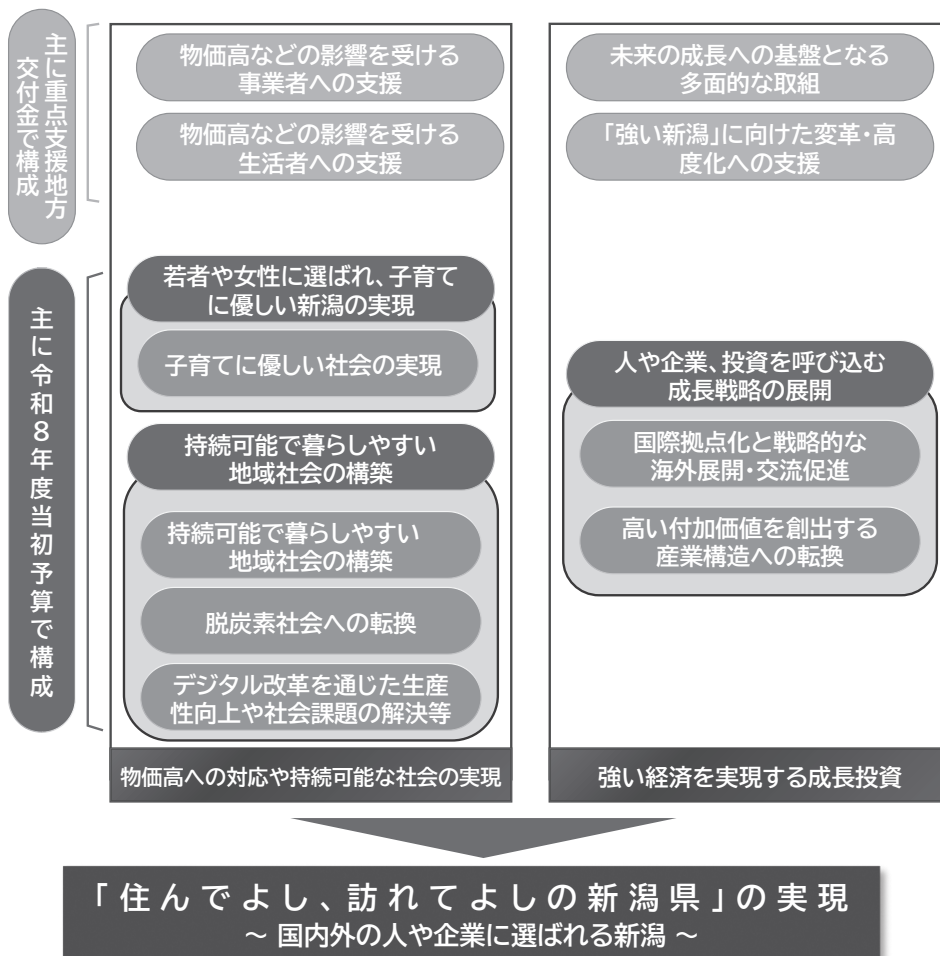 主に重点支援地方
交付金で構成
物価高などの影響を受ける
事業者への支援
物価高などの影響を受ける
生活者への支援
未来の成長への基盤となる
多面的な取組
「強い新潟」に向けた変革・高
度化への支援
主に令和8年度当初予算で構成
若者や女性に選ばれ、子育て
に優しい新潟の実現
子育てに優しい社会の実現
持続可能で暮らしやすい
地域社会の構築
持続可能で暮らしやすい
地域社会の構築
脱炭素社会への転換
デジタル改革を通じた生産
性向上や社会課題の解決等
人や企業、投資を呼び込む
成長戦略の展開
国際拠点化と戦略的な
海外展開・交流促進
高い付加価値を創出する
産業構造への転換
物価高への対応や持続可能な社会の実現
強い経済を実現する成長投資
「住んでよし、訪れてよしの新潟県」の実現
～ 国内外の人や企業に選ばれる新潟 ～